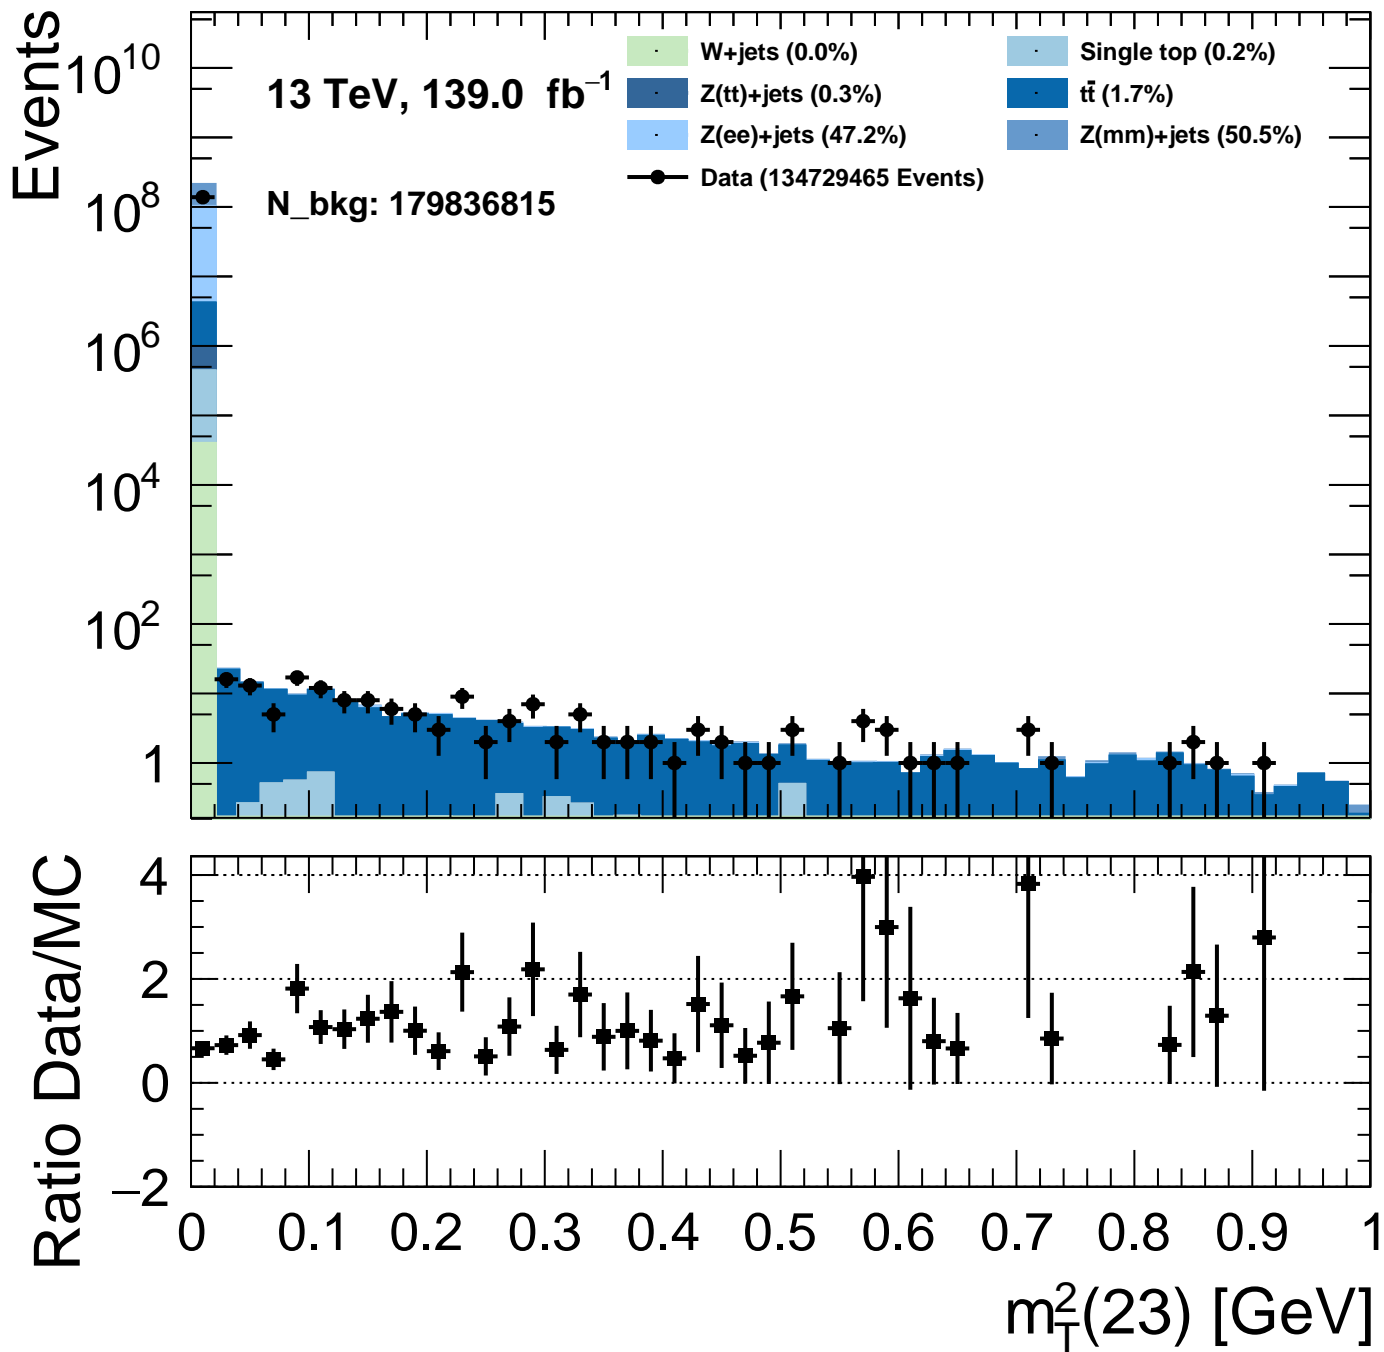 Events
10^10
10^8
10^6
10^4
10^2
1
13 TeV, 139.0 fb^−1
N_bkg: 179836815
W+jets (0.0%)
Single top (0.2%)
Z(tt)+jets (0.3%)
tt̄ (1.7%)
Z(ee)+jets (47.2%)
Z(mm)+jets (50.5%)
Data (134729465 Events)
Ratio Data/MC
4
2
0
−2
0 0.1 0.2 0.3 0.4 0.5 0.6 0.7 0.8 0.9 1
m_T^2(23) [GeV]